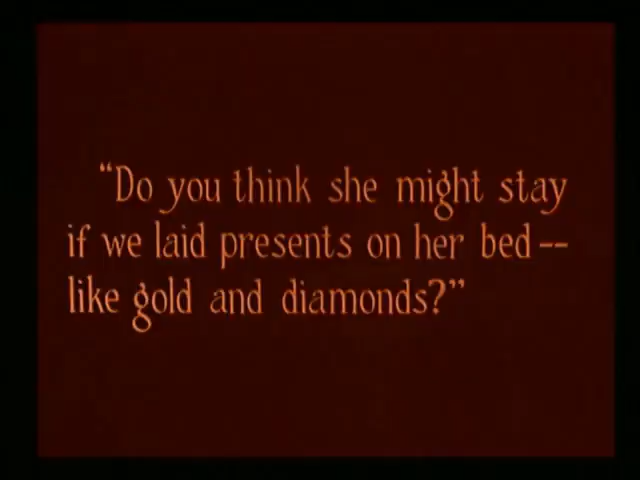 “Do you think she might stay
if we laid presents on her bed--
like gold and diamonds?”